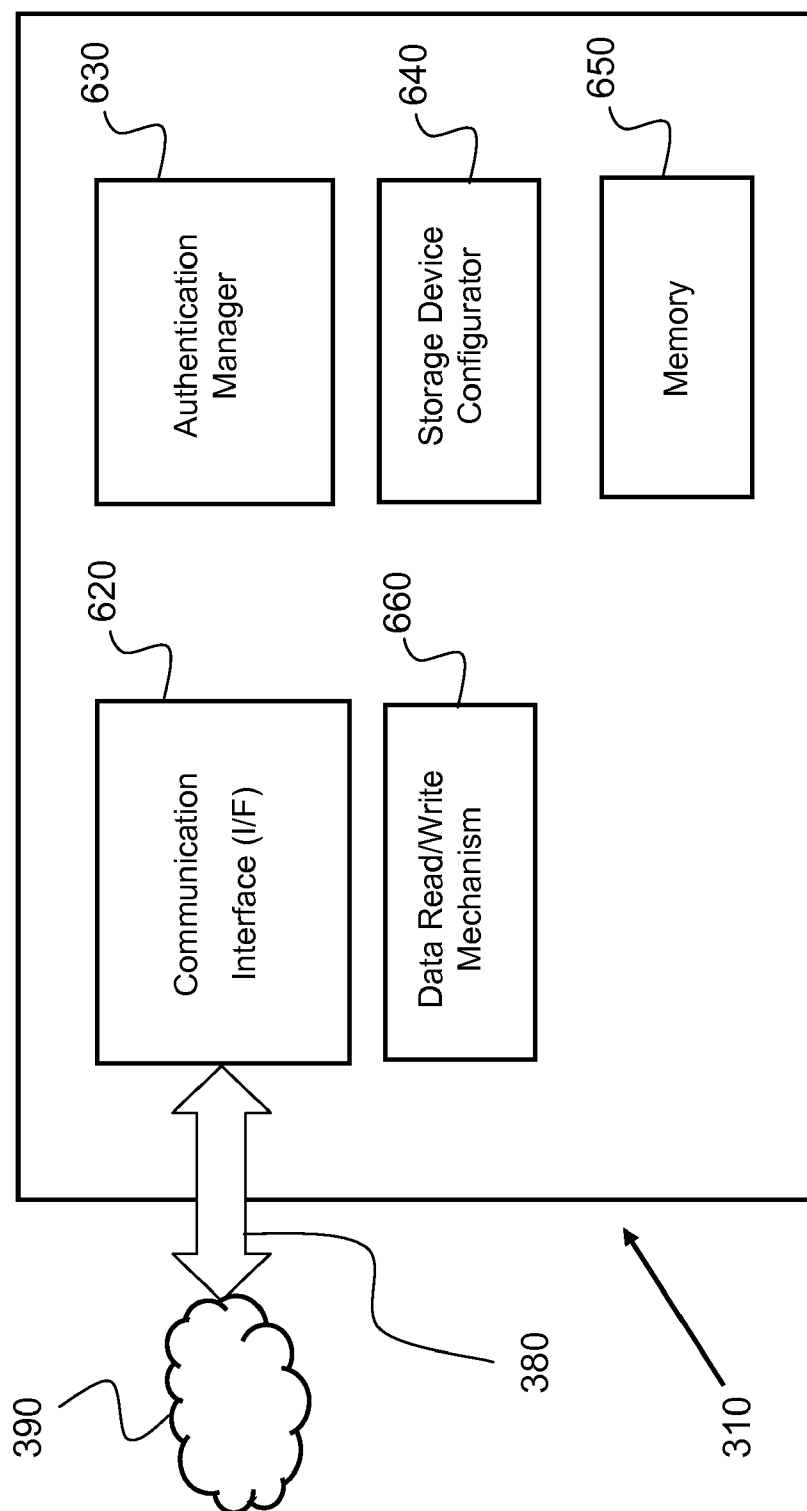 390
380
310
620
Communication
Interface (I/F)
660
Data Read/Write
Mechanism
630
Authentication
Manager
640
Storage Device
Configurator
650
Memory